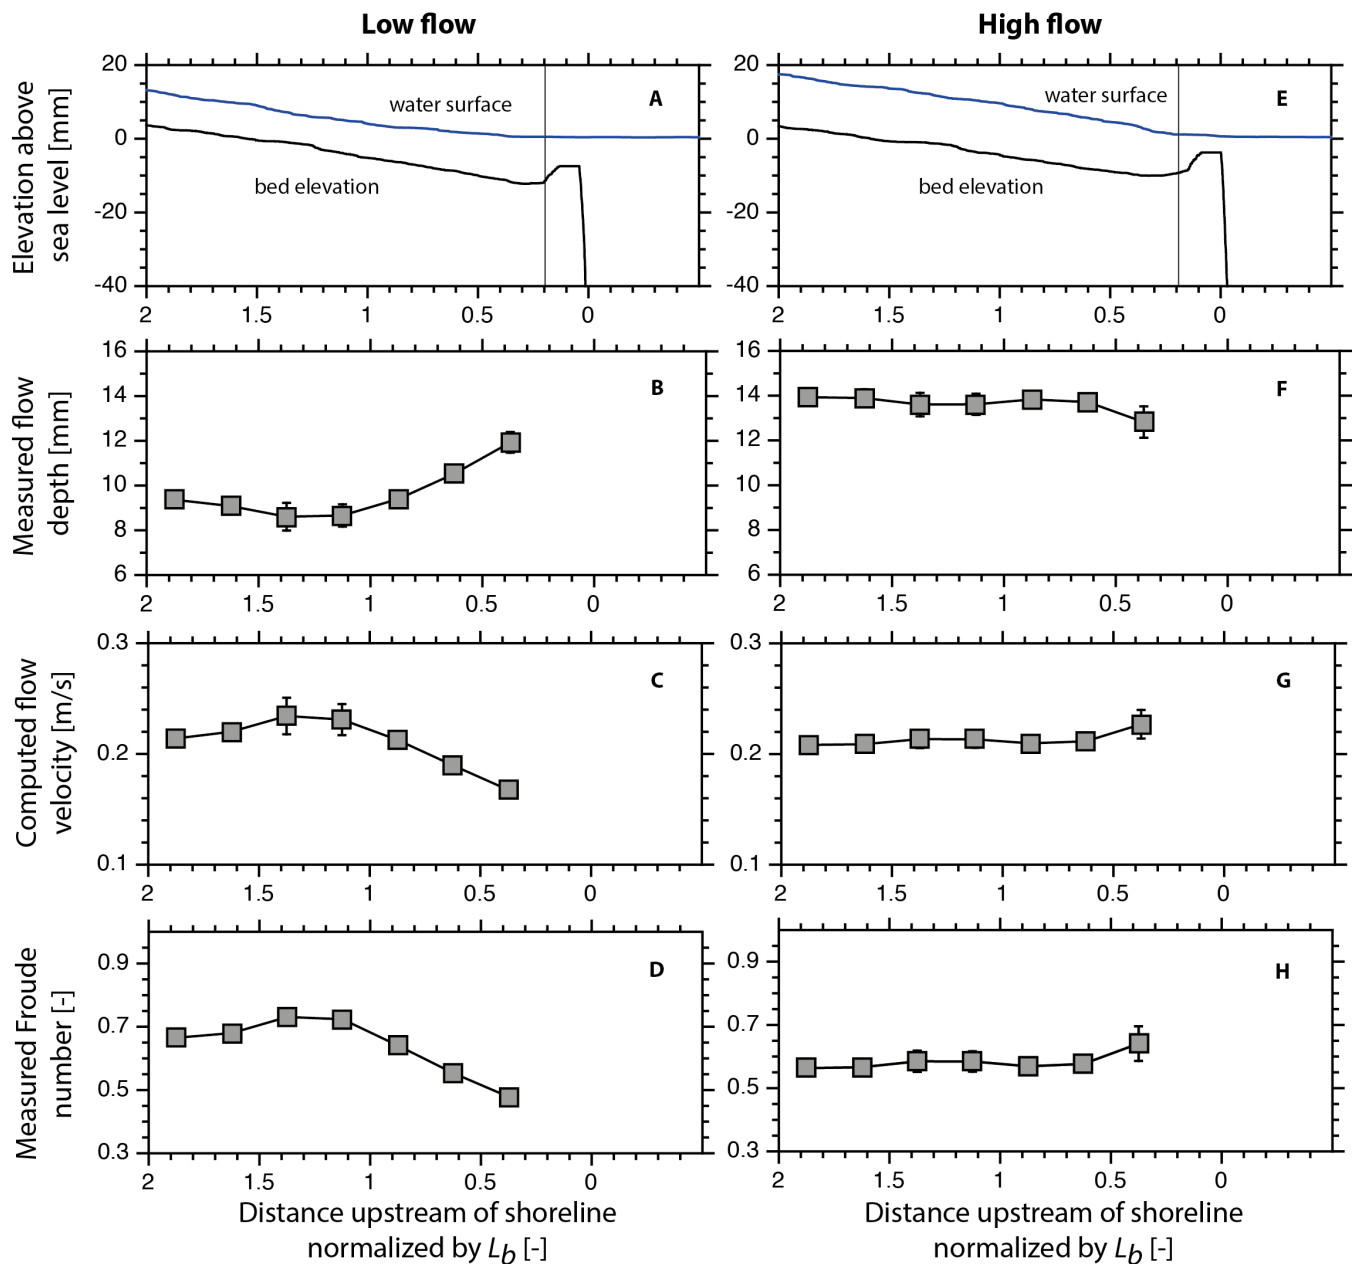 Low flow
High flow
Elevation above
sea level [mm]
20
0
-20
-40
water surface
bed elevation
A
2
1.5
1
0.5
0
20
0
-20
-40
water surface
bed elevation
E
2
1.5
1
0.5
0
Measured flow
depth [mm]
16
14
12
10
8
6
B
2
1.5
1
0.5
0
16
14
12
10
8
6
F
2
1.5
1
0.5
0
Computed flow
velocity [m/s]
0.3
0.2
0.1
C
2
1.5
1
0.5
0
0.3
0.2
0.1
G
2
1.5
1
0.5
0
Measured Froude
number [-]
0.9
0.7
0.5
0.3
D
2
1.5
1
0.5
0
0.9
0.7
0.5
0.3
H
2
1.5
1
0.5
0
Distance upstream of shoreline
normalized by Lb [-]
Distance upstream of shoreline
normalized by Lb [-]